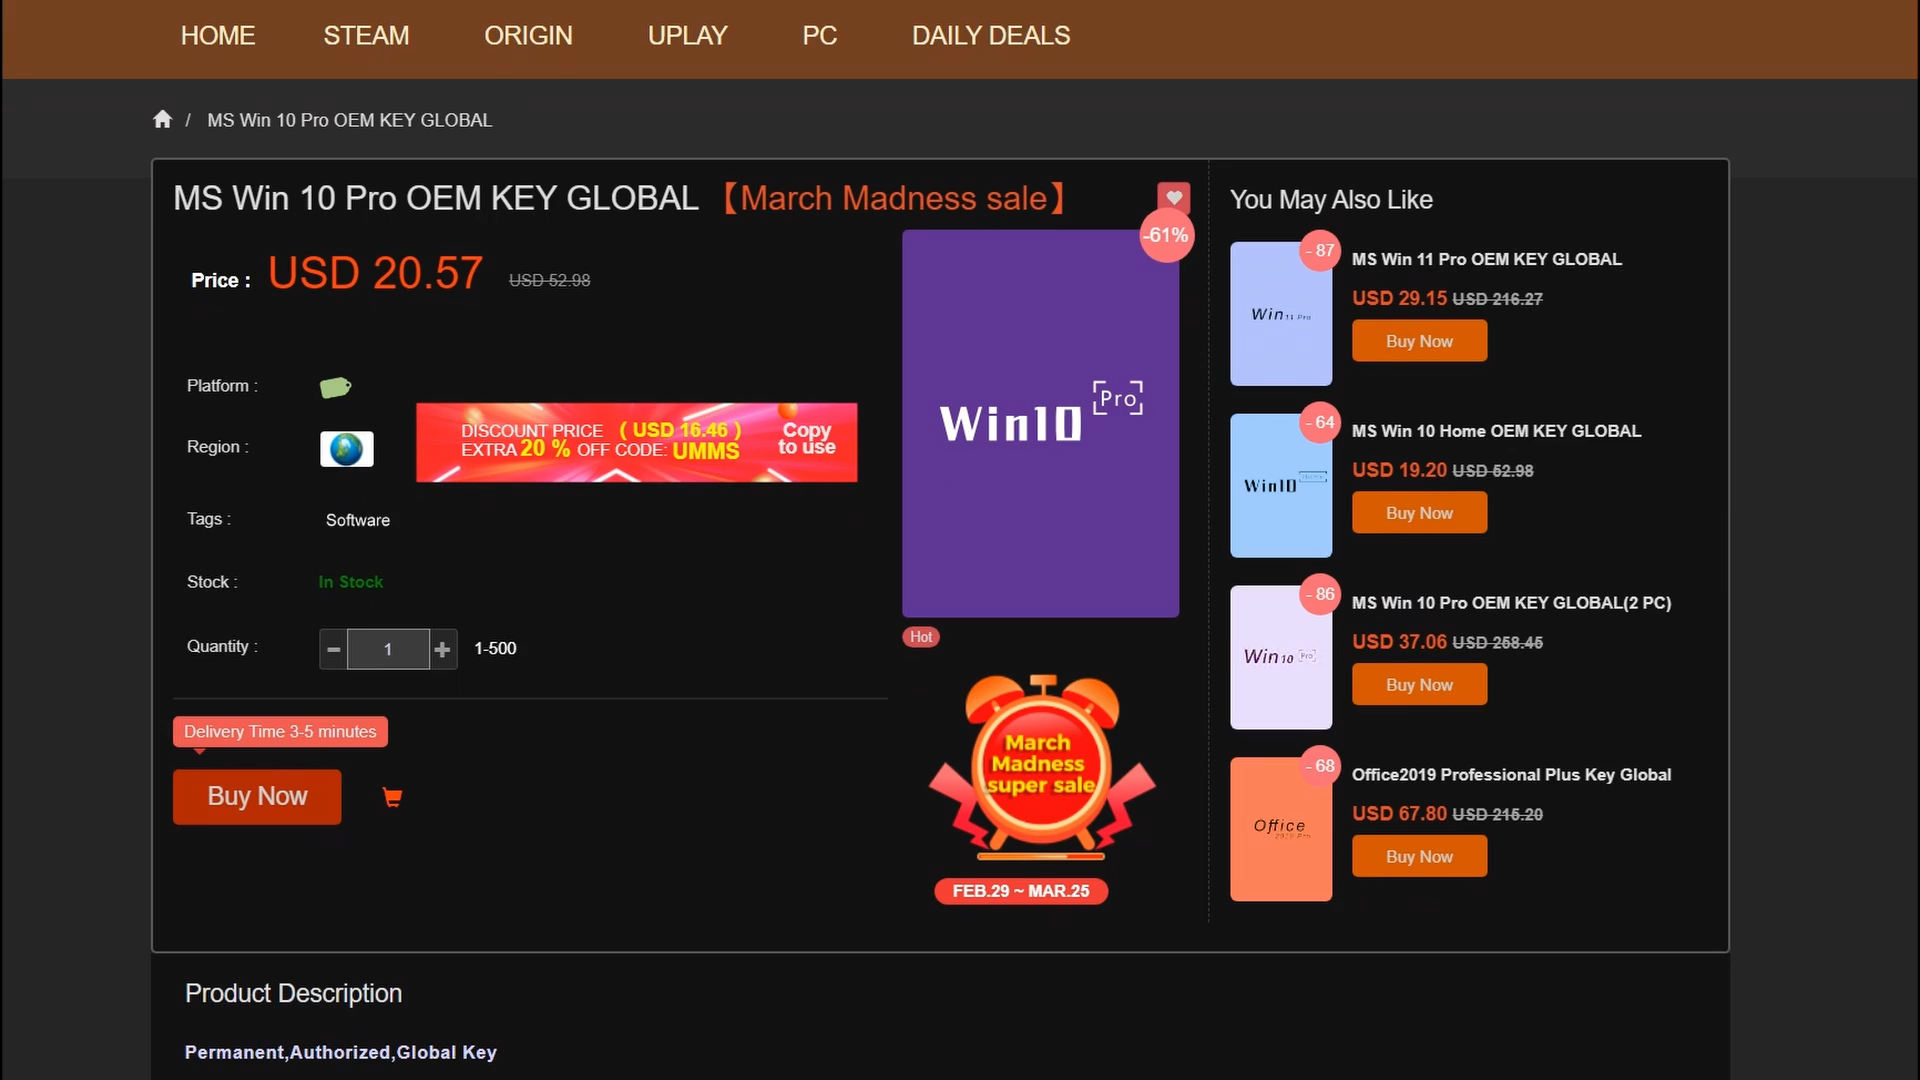 HOME STEAM ORIGIN UPLAY PC DAILY DEALS
/ MS Win 10 Pro OEM KEY GLOBAL
MS Win 10 Pro OEM KEY GLOBAL 【March Madness sale】
-61%
Price : USD 20.57 USD 52.98
Platform :
Region :
DISCOUNT PRICE ( USD 16.46 )
EXTRA 20 % OFF CODE: UMMS
Copy
to use
Tags : Software
Stock : In Stock
Quantity : 1 1-500
Delivery Time 3-5 minutes
Buy Now
Win10 Pro
Hot
March
Madness
super sale
FEB.29 ~ MAR.25
You May Also Like
- 87
Win 11 Pro
MS Win 11 Pro OEM KEY GLOBAL
USD 29.15 USD 216.27
Buy Now
- 64
Win10
MS Win 10 Home OEM KEY GLOBAL
USD 19.20 USD 52.98
Buy Now
- 86
Win 10 Pro
MS Win 10 Pro OEM KEY GLOBAL(2 PC)
USD 37.06 USD 268.45
Buy Now
- 68
Office
2019 Pro
Office2019 Professional Plus Key Global
USD 67.80 USD 215.20
Buy Now
Product Description
Permanent,Authorized,Global Key